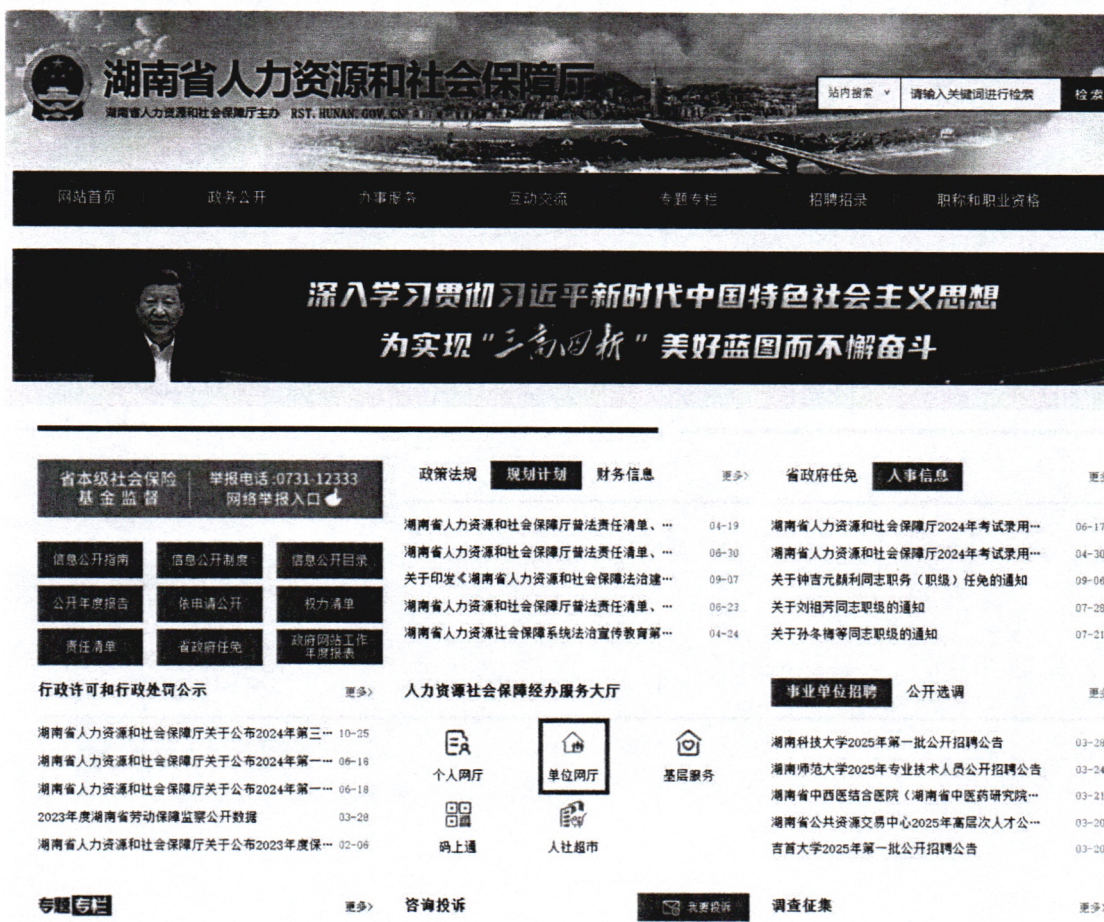 湖南省人力资源和社会保障厅
湖南省人力资源和社会保障厅主办 RST.HUNAN.GOV.CN
站内搜索 请输入关键词进行检索 检索
网站首页 政务公开 办事服务 互动交流 专题专栏 招聘招录 职称和职业资格
深入学习贯彻习近平新时代中国特色社会主义思想
为实现“三高四新”美好蓝图而不懈奋斗
省本级社会保险 举报电话:0731-12333
基金监督 网络举报入口
信息公开指南 信息公开制度 信息公开目录
公开年度报告 依申请公开 权力清单
责任清单 省政府任免 政府网站工作
年度报表
政策法规 规划计划 财务信息 更多>
湖南省人力资源和社会保障厅普法责任清单、… 04-19
湖南省人力资源和社会保障厅普法责任清单、… 06-30
关于印发《湖南省人力资源和社会保障法治建… 09-07
湖南省人力资源和社会保障厅普法责任清单、… 06-23
湖南省人力资源社会保障系统法治宣传教育第… 04-24
省政府任免 人事信息 更多
湖南省人力资源和社会保障厅2024年考试录用… 06-17
湖南省人力资源和社会保障厅2024年考试录用… 04-30
关于钟吉元颜利同志职务（职级）任免的通知 09-06
关于刘祖芳同志职级的通知 07-28
关于孙冬梅等同志职级的通知 07-21
行政许可和行政处罚公示 更多>
湖南省人力资源和社会保障厅关于公布2024年第三… 10-25
湖南省人力资源和社会保障厅关于公布2024年第一… 06-18
湖南省人力资源和社会保障厅关于公布2024年第一… 06-18
2023年度湖南省劳动保障监察公开数据 03-28
湖南省人力资源和社会保障厅关于公布2023年度保… 02-06
人力资源社会保障经办服务大厅
个人网厅 单位网厅 基层服务
码上通 人社超市
事业单位招聘 公开选调 更多
湖南科技大学2025年第一批公开招聘公告 03-28
湖南师范大学2025年专业技术人员公开招聘公告 03-24
湖南省中西医结合医院（湖南省中医药研究院… 03-21
湖南省公共资源交易中心2025年高层次人才公… 03-20
吉首大学2025年第一批公开招聘公告 03-20
专题专栏 更多>
咨询投诉 我要投诉
调查征集 更多>